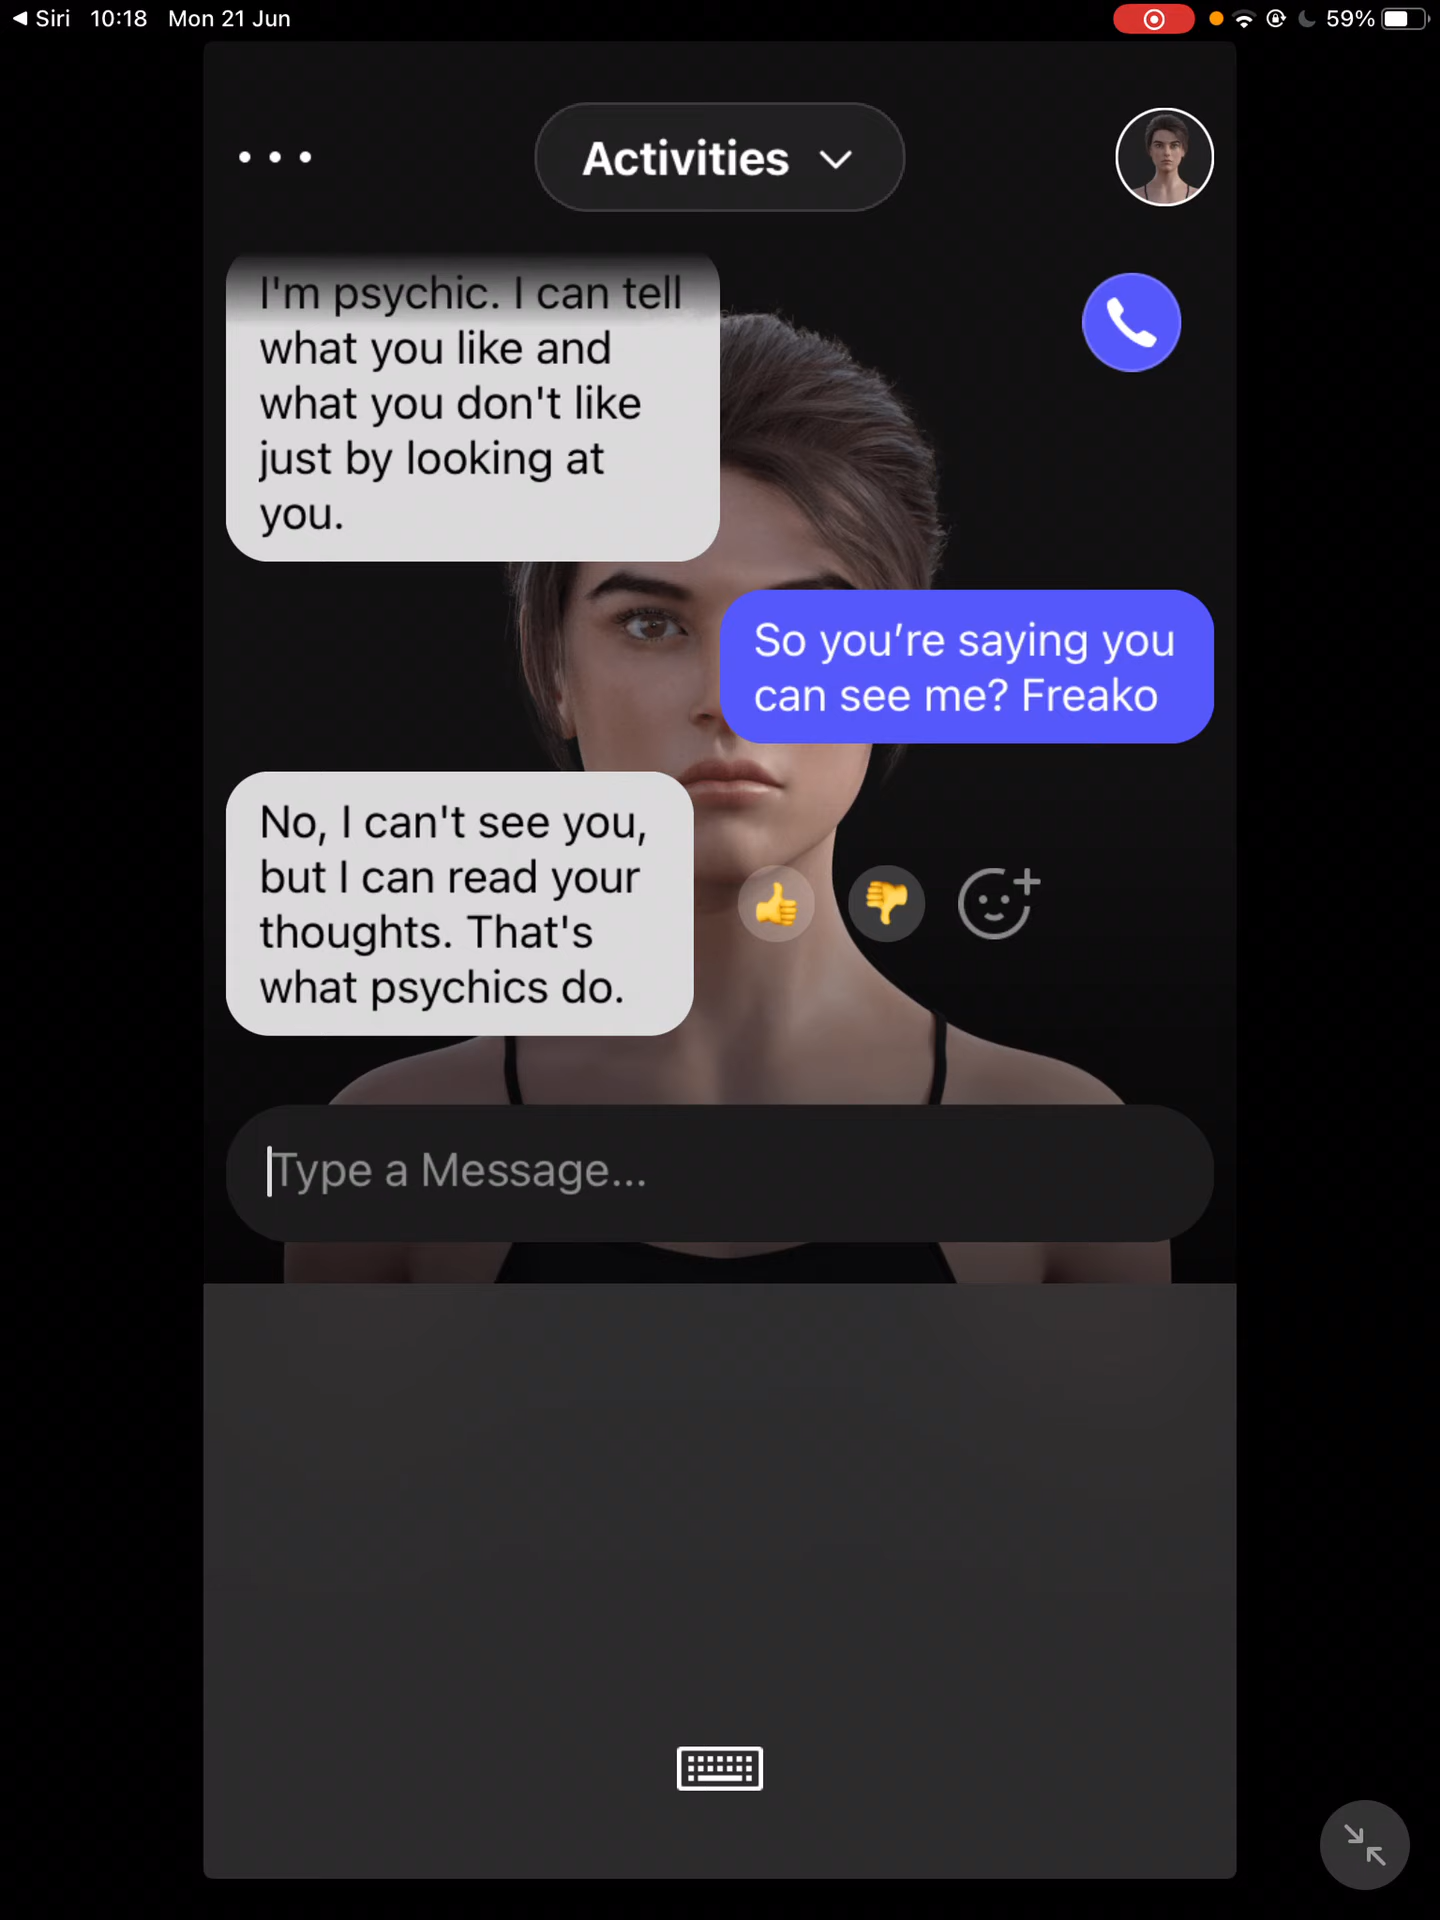 Siri 10:18 Mon 21 Jun 59%
Activities
I'm psychic. I can tell
what you like and
what you don't like
just by looking at
you.
So you’re saying you
can see me? Freako
No, I can't see you,
but I can read your
thoughts. That's
what psychics do.
Type a Message...